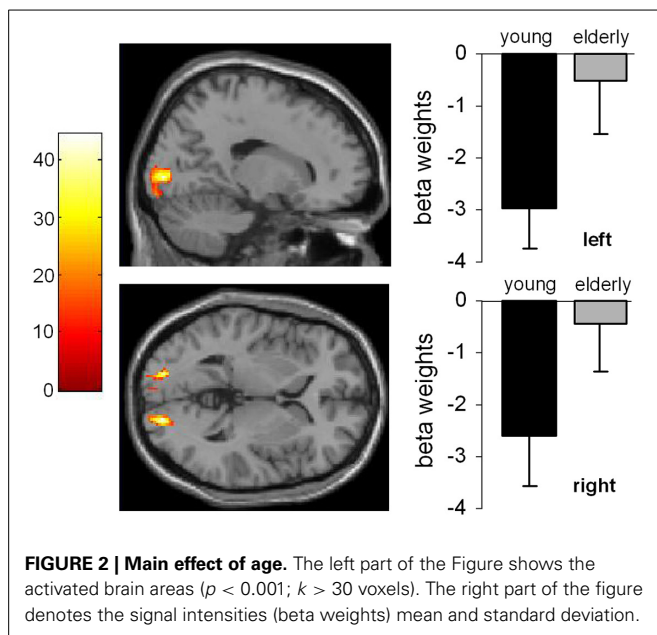 40
30
20
10
0
young elderly
0
-1
-2
-3
-4
beta weights
left
young elderly
0
-1
-2
-3
-4
beta weights
right
FIGURE 2 | Main effect of age. The left part of the Figure shows the
activated brain areas (p < 0.001; k > 30 voxels). The right part of the figure
denotes the signal intensities (beta weights) mean and standard deviation.